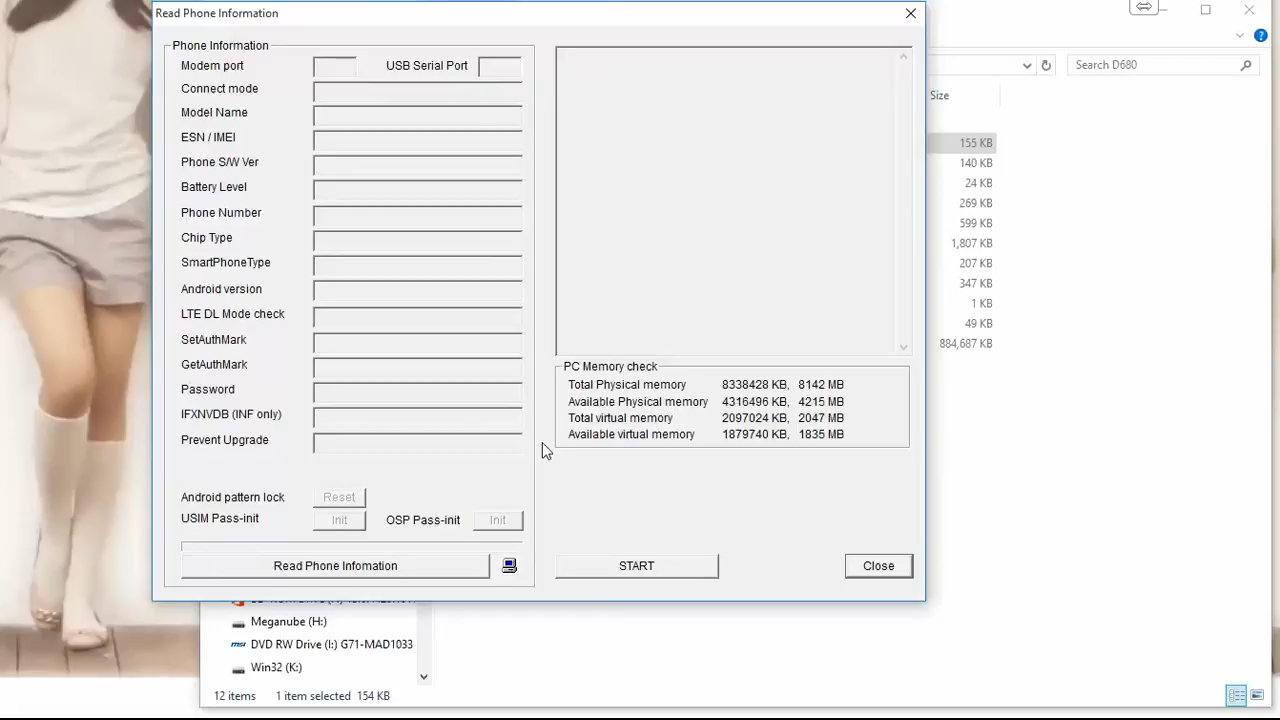 Read Phone Information
Phone Information
Modem port
USB Serial Port
Connect mode
Model Name
ESN / IMEI
Phone S/W Ver
Battery Level
Phone Number
Chip Type
SmartPhoneType
Android version
LTE DL Mode check
SetAuthMark
GetAuthMark
Password
IFXNVDB (INF only)
Prevent Upgrade
Android pattern lock
Reset
USIM Pass-init
Init
OSP Pass-init
Init
Read Phone Infomation
PC Memory check
Total Physical memory 8338428 KB, 8142 MB
Available Physical memory 4316496 KB, 4215 MB
Total virtual memory 2097024 KB, 2047 MB
Available virtual memory 1879740 KB, 1835 MB
START
Close
Search D680
Size
155 KB
140 KB
24 KB
269 KB
599 KB
1,807 KB
207 KB
347 KB
1 KB
49 KB
884,687 KB
Meganube (H:)
msi DVD RW Drive (I:) G71-MAD1033
Win32 (K:)
12 items 1 item selected 154 KB